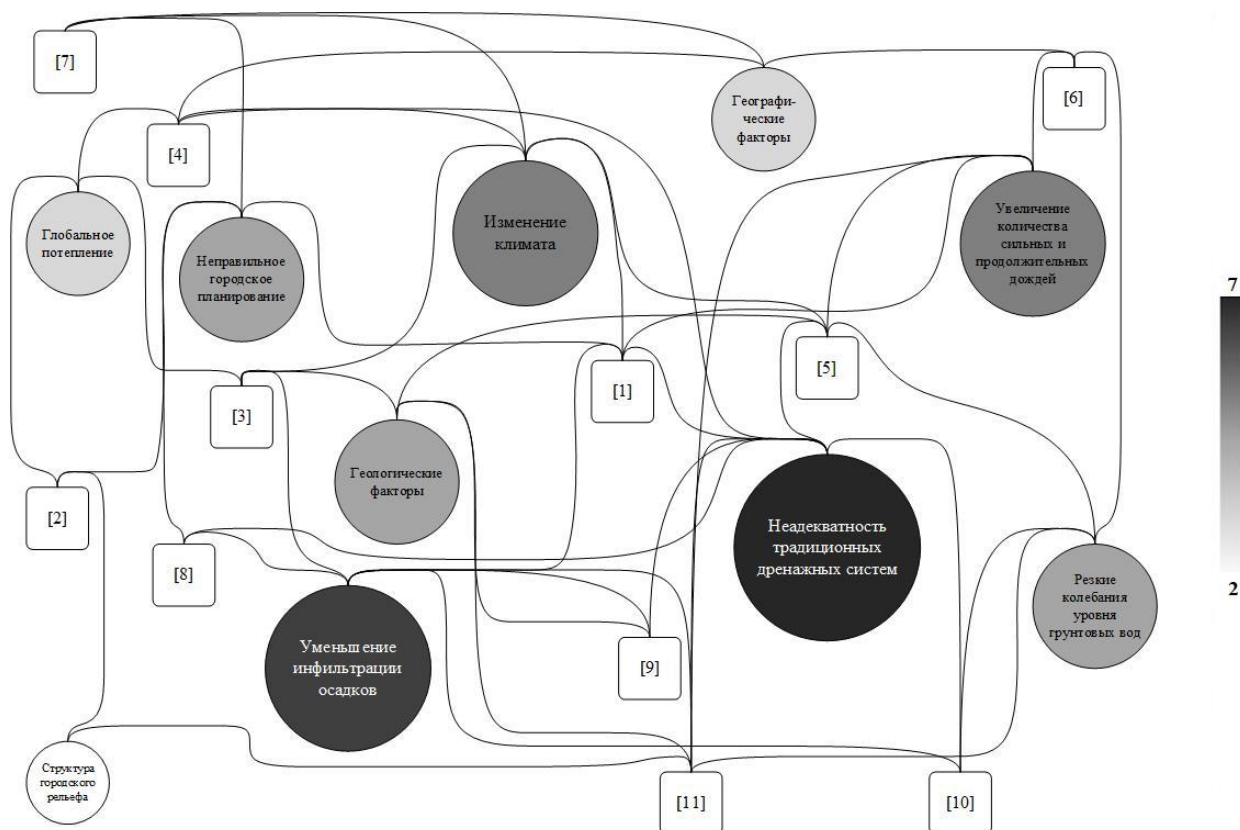 [7]
Географи-
ческие
факторы
[6]
[4]
Глобальное
потепление
Неправильное
городское
планирование
Изменение
климата
Увеличение
количества
сильных и
продолжительных
дождей
7
2
[3]
[1]
[5]
Геологические
факторы
[2]
[8]
Неадекватность
традиционных
дренажных систем
Резкие
колебания
уровня
грунтовых вод
Уменьшение
инфильтрации
осадков
[9]
Структура
городского
рельефа
[11]
[10]